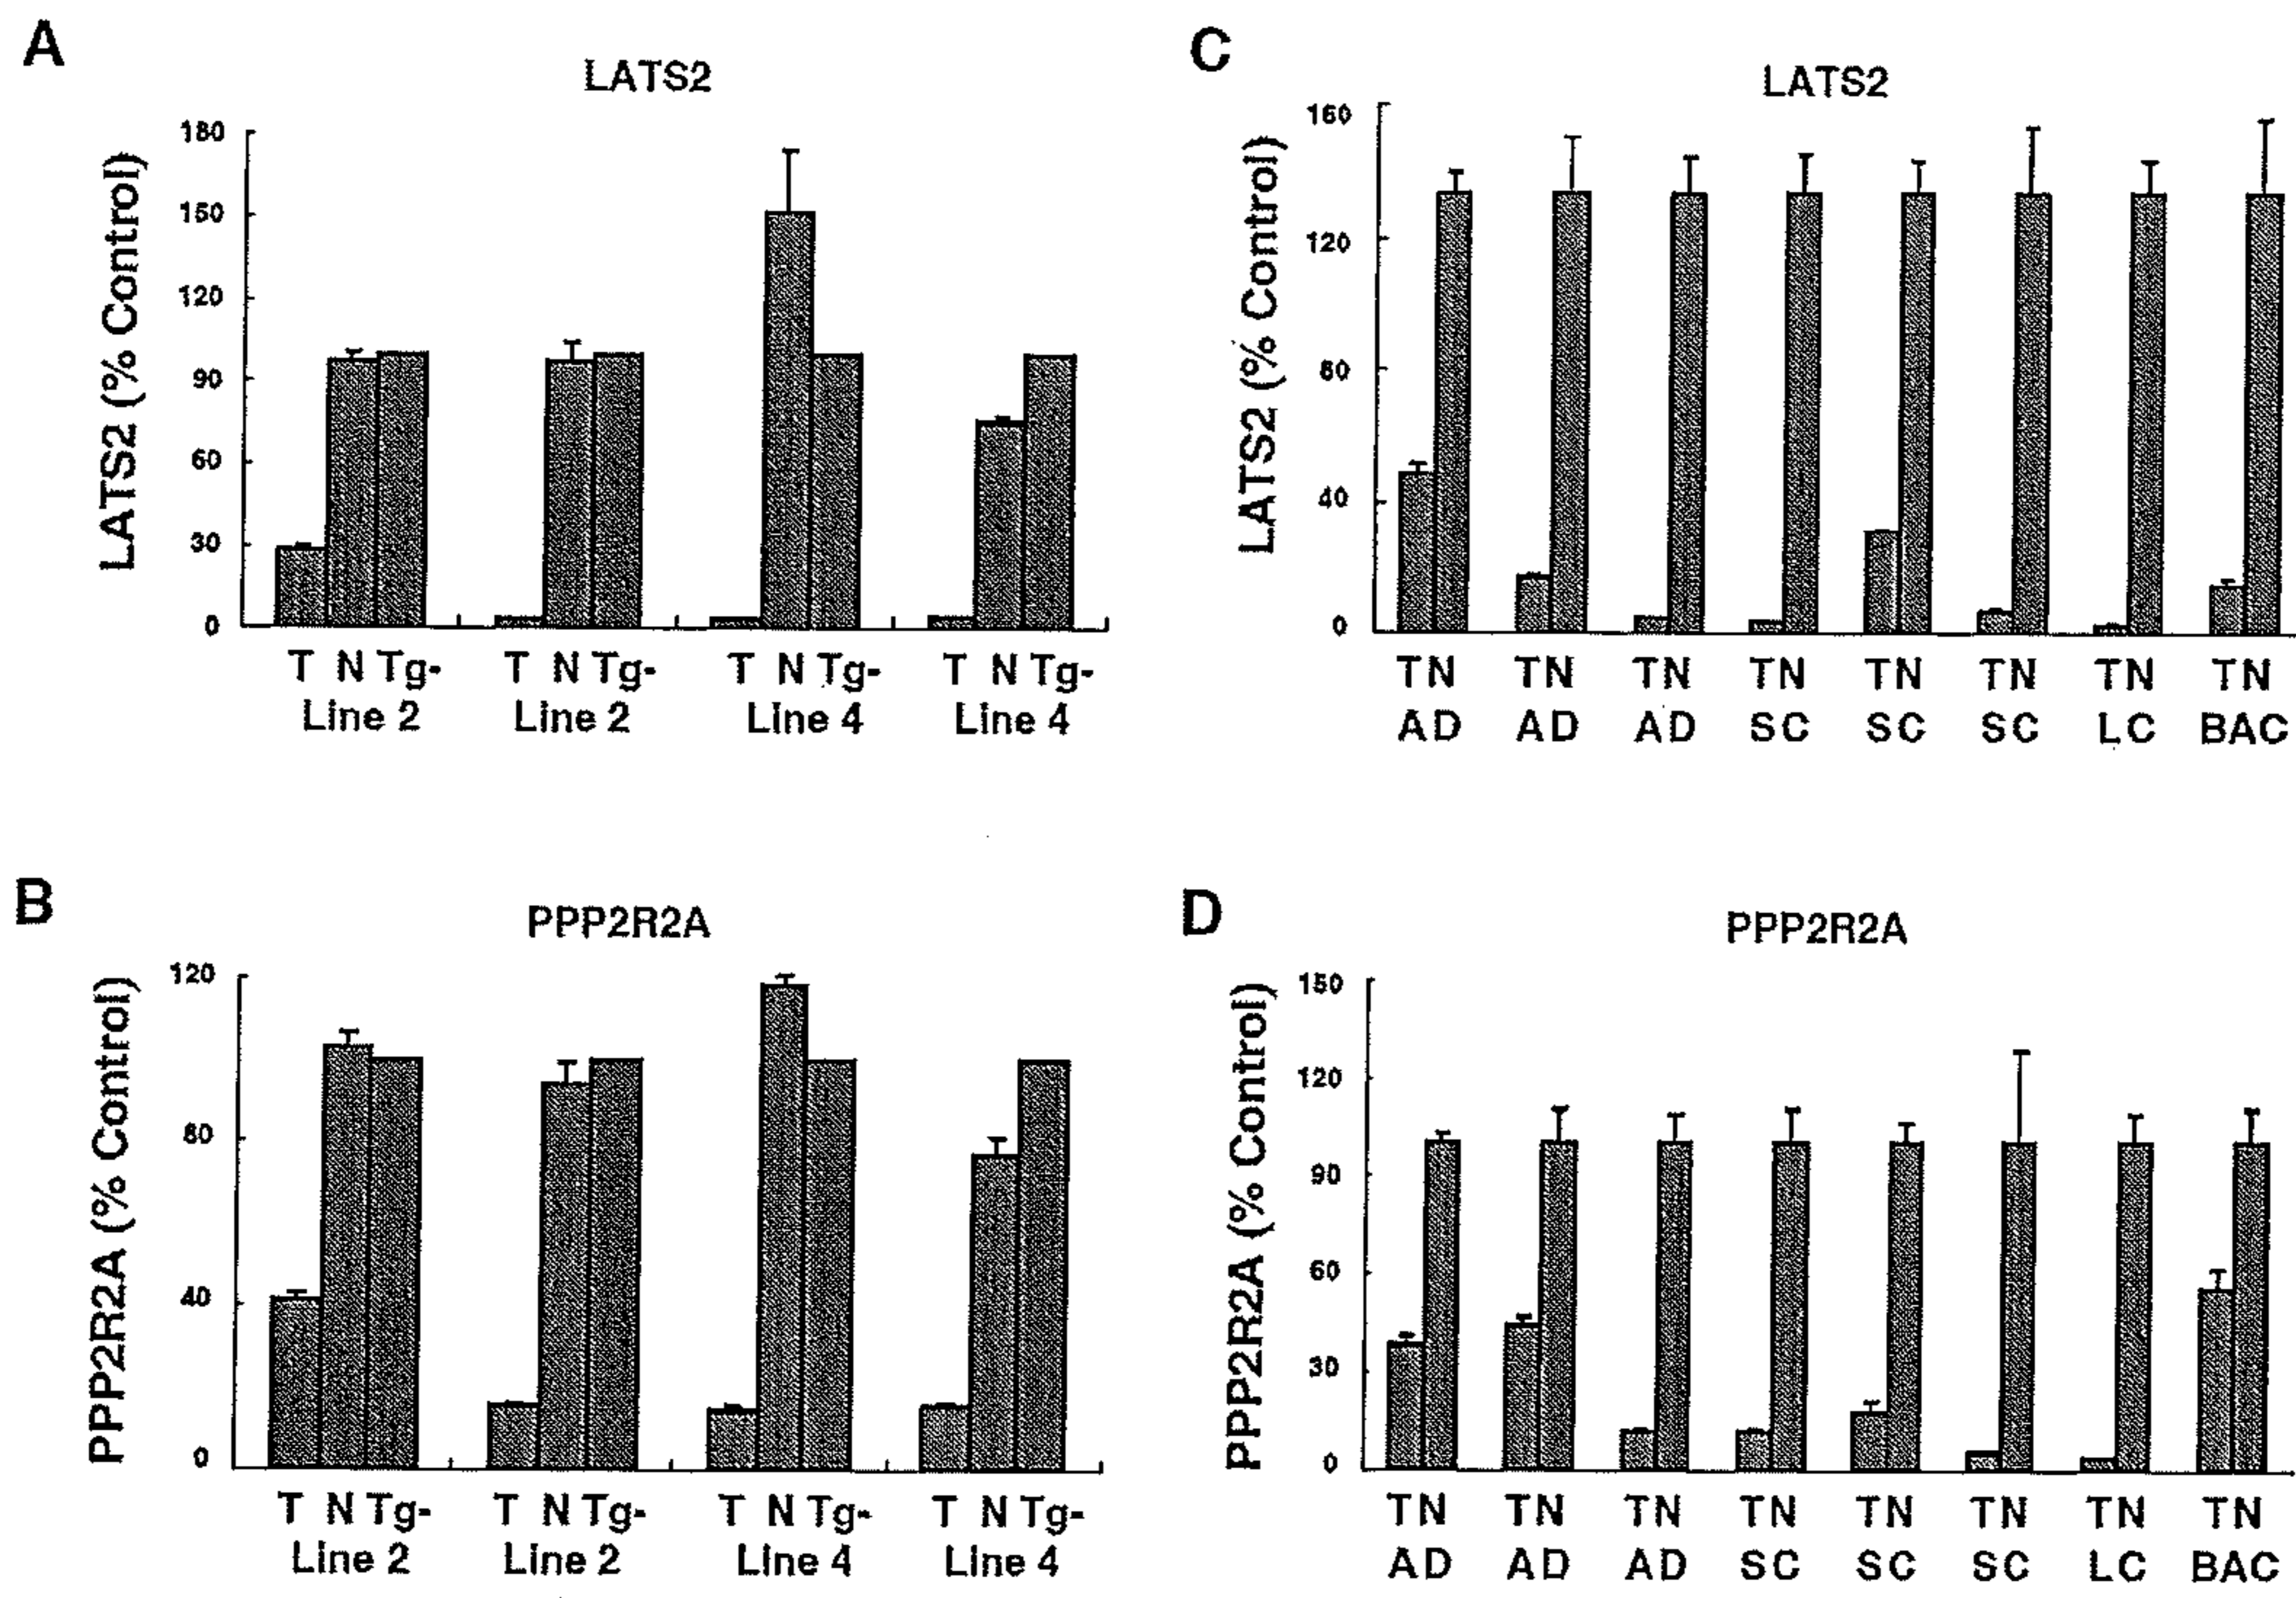 A
LATS2
LATS2 (% Control)
180
150
120
90
60
30
0
T N Tg- T N Tg- T N Tg- T N Tg-
Line 2 Line 2 Line 4 Line 4
C
LATS2
LATS2 (% Control)
160
120
80
40
0
TN TN TN TN TN TN TN TN
AD AD AD SC SC SC LC BAC
B
PPP2R2A
PPP2R2A (% Control)
120
80
40
0
T N Tg- T N Tg- T N Tg- T N Tg-
Line 2 Line 2 Line 4 Line 4
D
PPP2R2A
PPP2R2A (% Control)
150
120
90
60
30
0
TN TN TN TN TN TN TN TN
AD AD AD SC SC SC LC BAC